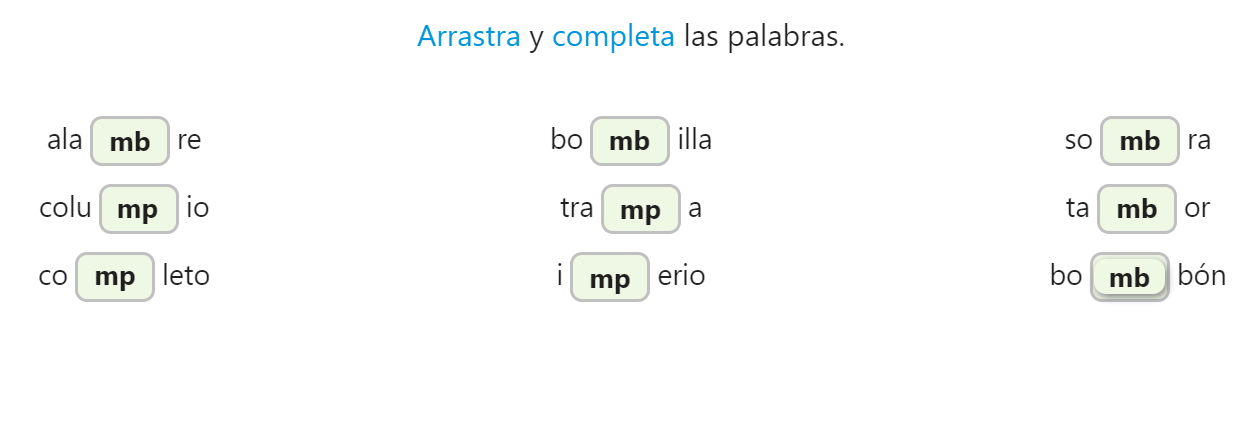 Arrastra y completa las palabras.
ala mb re bo mb illa so mb ra
colu mp io tra mp a ta mb or
co mp leto i mp erio bo mb bón